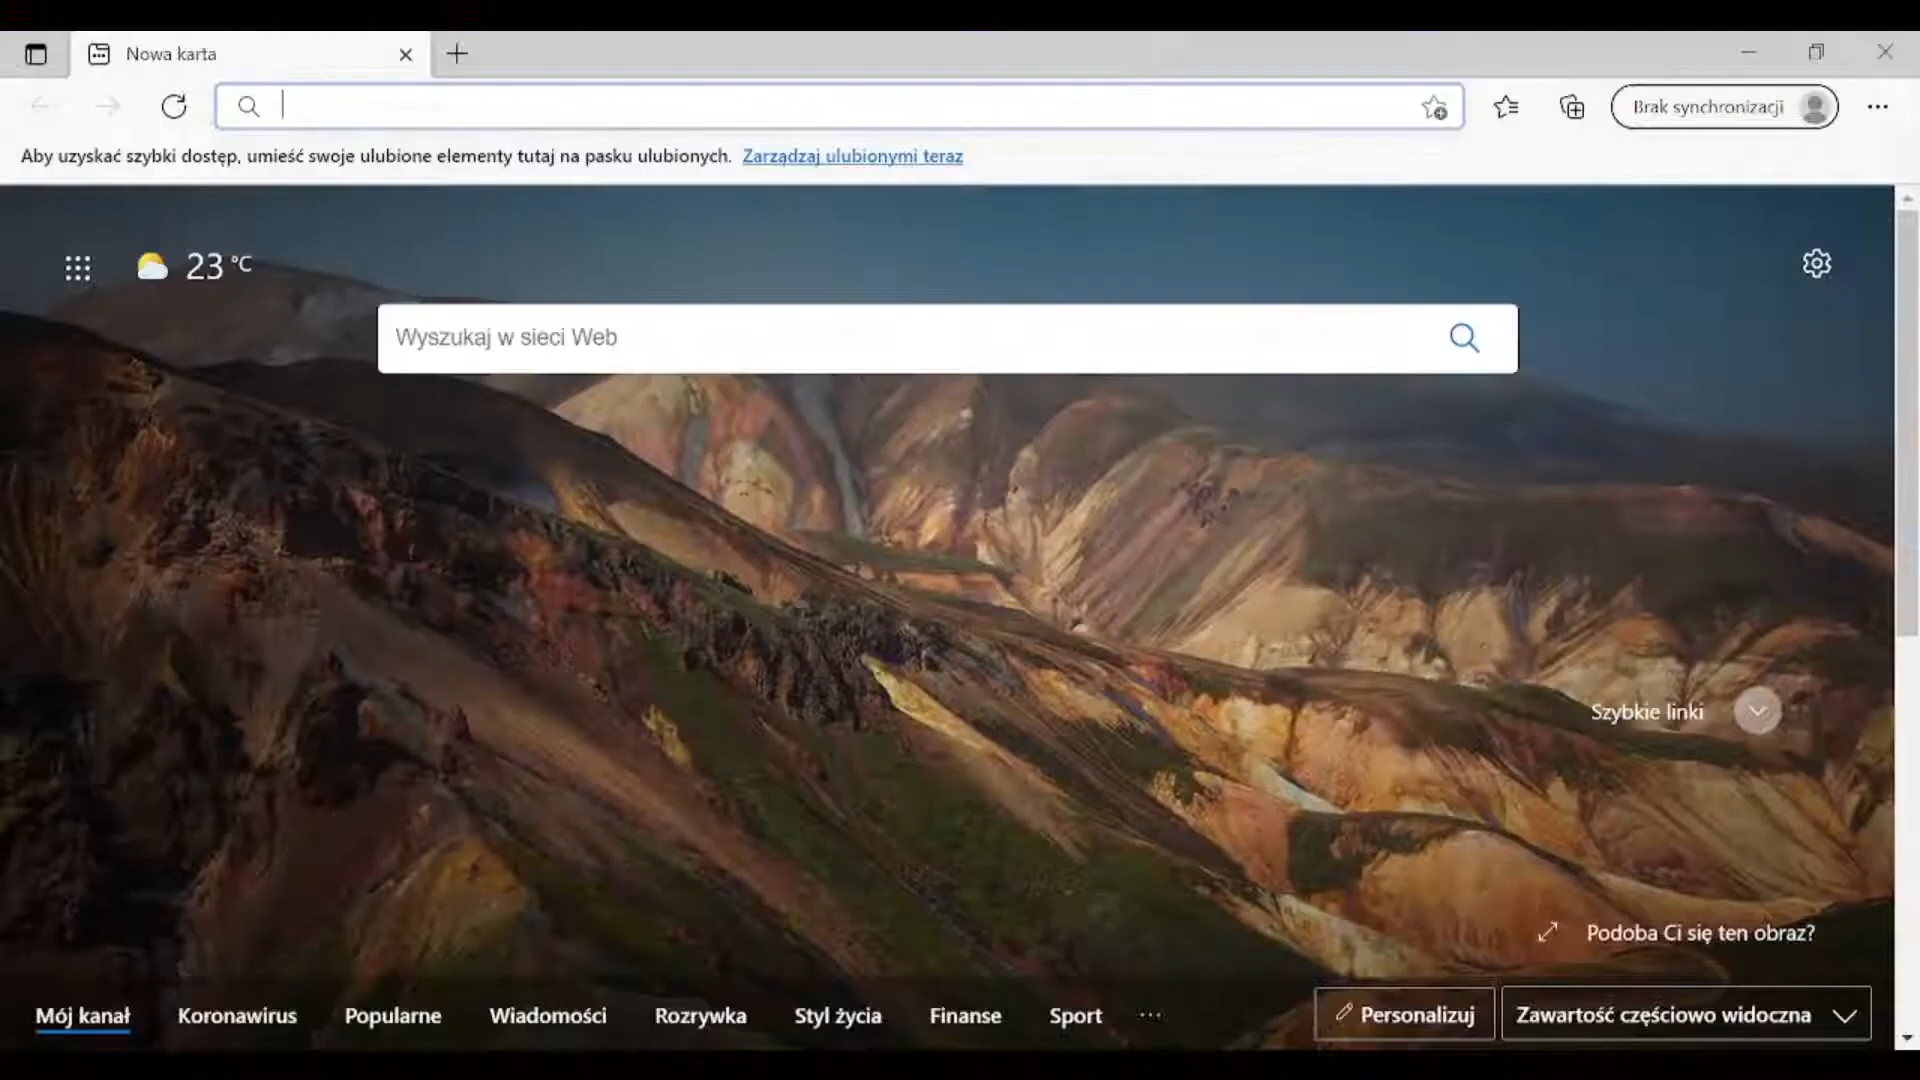 Nowa karta
Brak synchronizacji
Aby uzyskać szybki dostęp, umieść swoje ulubione elementy tutaj na pasku ulubionych. Zarządzaj ulubionymi teraz
23 °C
Wyszukaj w sieci Web
Szybkie linki
Podoba Ci się ten obraz?
Mój kanał Koronawirus Popularne Wiadomości Rozrywka Styl życia Finanse Sport ... Personalizuj Zawartość częściowo widoczna